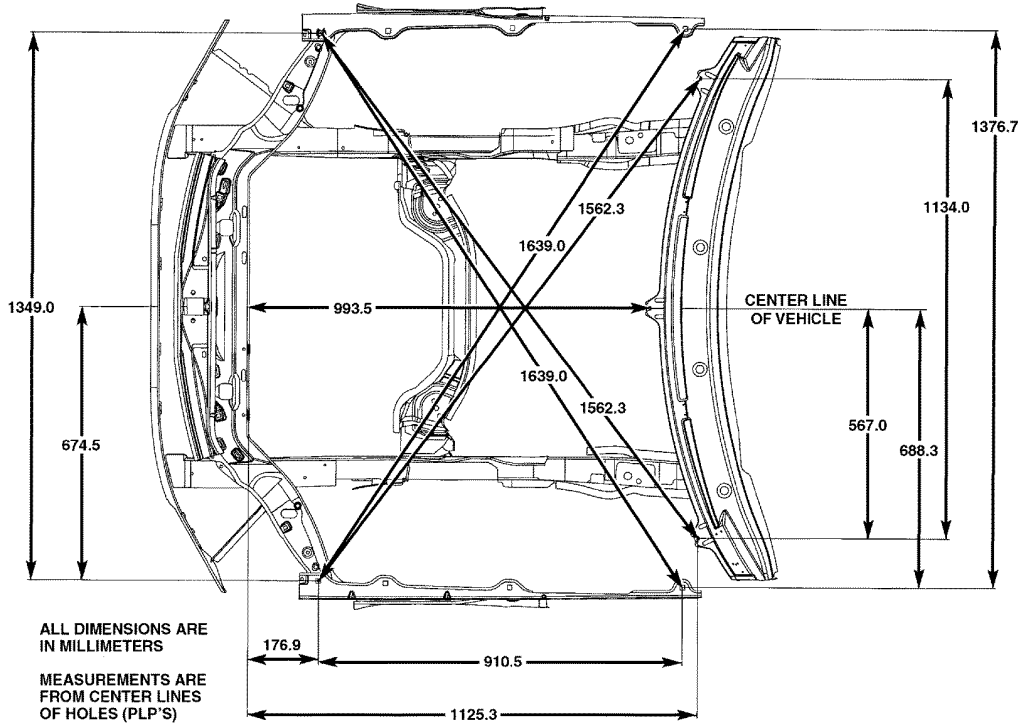 1376.7
1134.0
1562.3
1639.0
1349.0
993.5
CENTER LINE
OF VEHICLE
1639.0
1562.3
567.0
674.5
688.3
ALL DIMENSIONS ARE
IN MILLIMETERS
176.9
910.5
MEASUREMENTS ARE
FROM CENTER LINES
OF HOLES (PLP'S)
1125.3